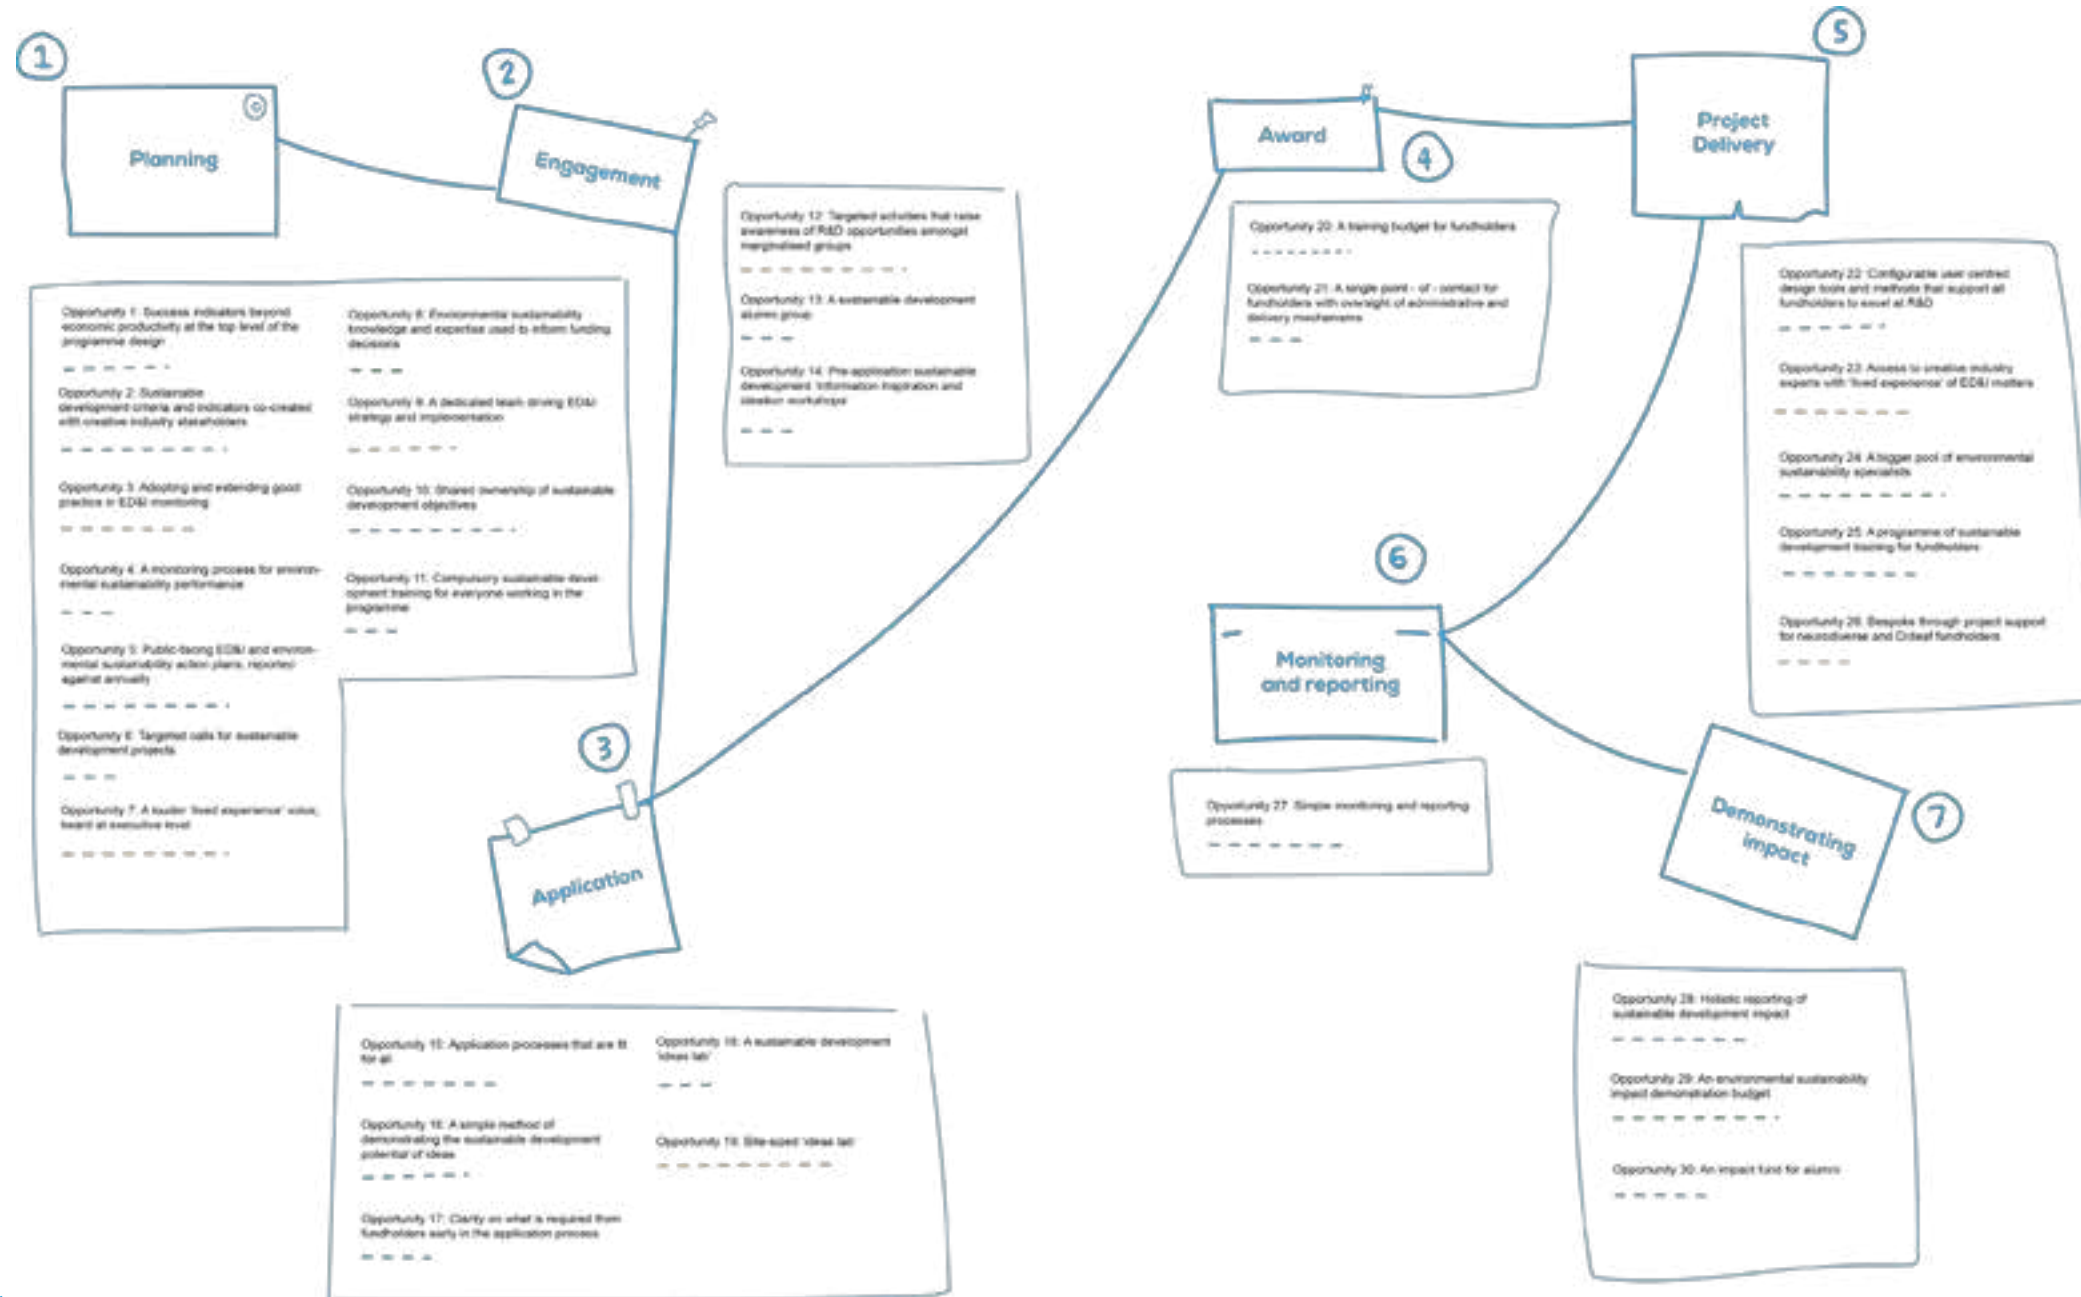 1
Planning
Opportunity 1: Success indicators beyond
economic productivity at the top level of the
programme design
Opportunity 2: Sustainable
development criteria and indicators co-created
with creative industry stakeholders
Opportunity 3: Adopting and extending good
practice in ED&I monitoring
Opportunity 4: A monitoring process for environ-
mental sustainability performance
Opportunity 5: Public-facing ED&I and environ-
mental sustainability action plans, reported
against annually
Opportunity 6: Targeted calls for sustainable
development projects
Opportunity 7: A louder 'lived experience' voice,
heard at executive level
Opportunity 8: Environmental sustainability
knowledge and expertise used to inform funding
decisions
Opportunity 9: A dedicated team driving ED&I
strategy and implementation
Opportunity 10: Shared ownership of sustainable
development objectives
Opportunity 11: Compulsory sustainable devel-
opment training for everyone working in the
programme
2
Engagement
Opportunity 12: Targeted activities that raise
awareness of R&D opportunities amongst
marginalised groups
Opportunity 13: A sustainable development
alumni group
Opportunity 14: Pre-application sustainable
development information inspiration and
ideation workshops
3
Application
Opportunity 15: Application processes that are fit
for all
Opportunity 16: A simple method of
demonstrating the sustainable development
potential of ideas
Opportunity 17: Clarity on what is required from
fundholders early in the application process
Opportunity 18: A sustainable development
'ideas lab'
Opportunity 19: Bite-sized 'ideas lab'
4
Award
Opportunity 20: A training budget for fundholders
Opportunity 21: A single point - of - contact for
fundholders with oversight of administrative and
delivery mechanisms
5
Project
Delivery
Opportunity 22: Configurable user centred
design tools and methods that support all
fundholders to excel at R&D
Opportunity 23: Access to creative industry
experts with 'lived experience' of ED&I matters
Opportunity 24: A bigger pool of environmental
sustainability specialists
Opportunity 25: A programme of sustainable
development training for fundholders
Opportunity 26: Bespoke through project support
for neurodiverse and D/deaf fundholders
6
Monitoring
and reporting
Opportunity 27: Simple monitoring and reporting
processes
7
Demonstrating
impact
Opportunity 28: Holistic reporting of
sustainable development impact
Opportunity 29: An environmental sustainability
impact demonstration budget
Opportunity 30: An impact fund for alumni